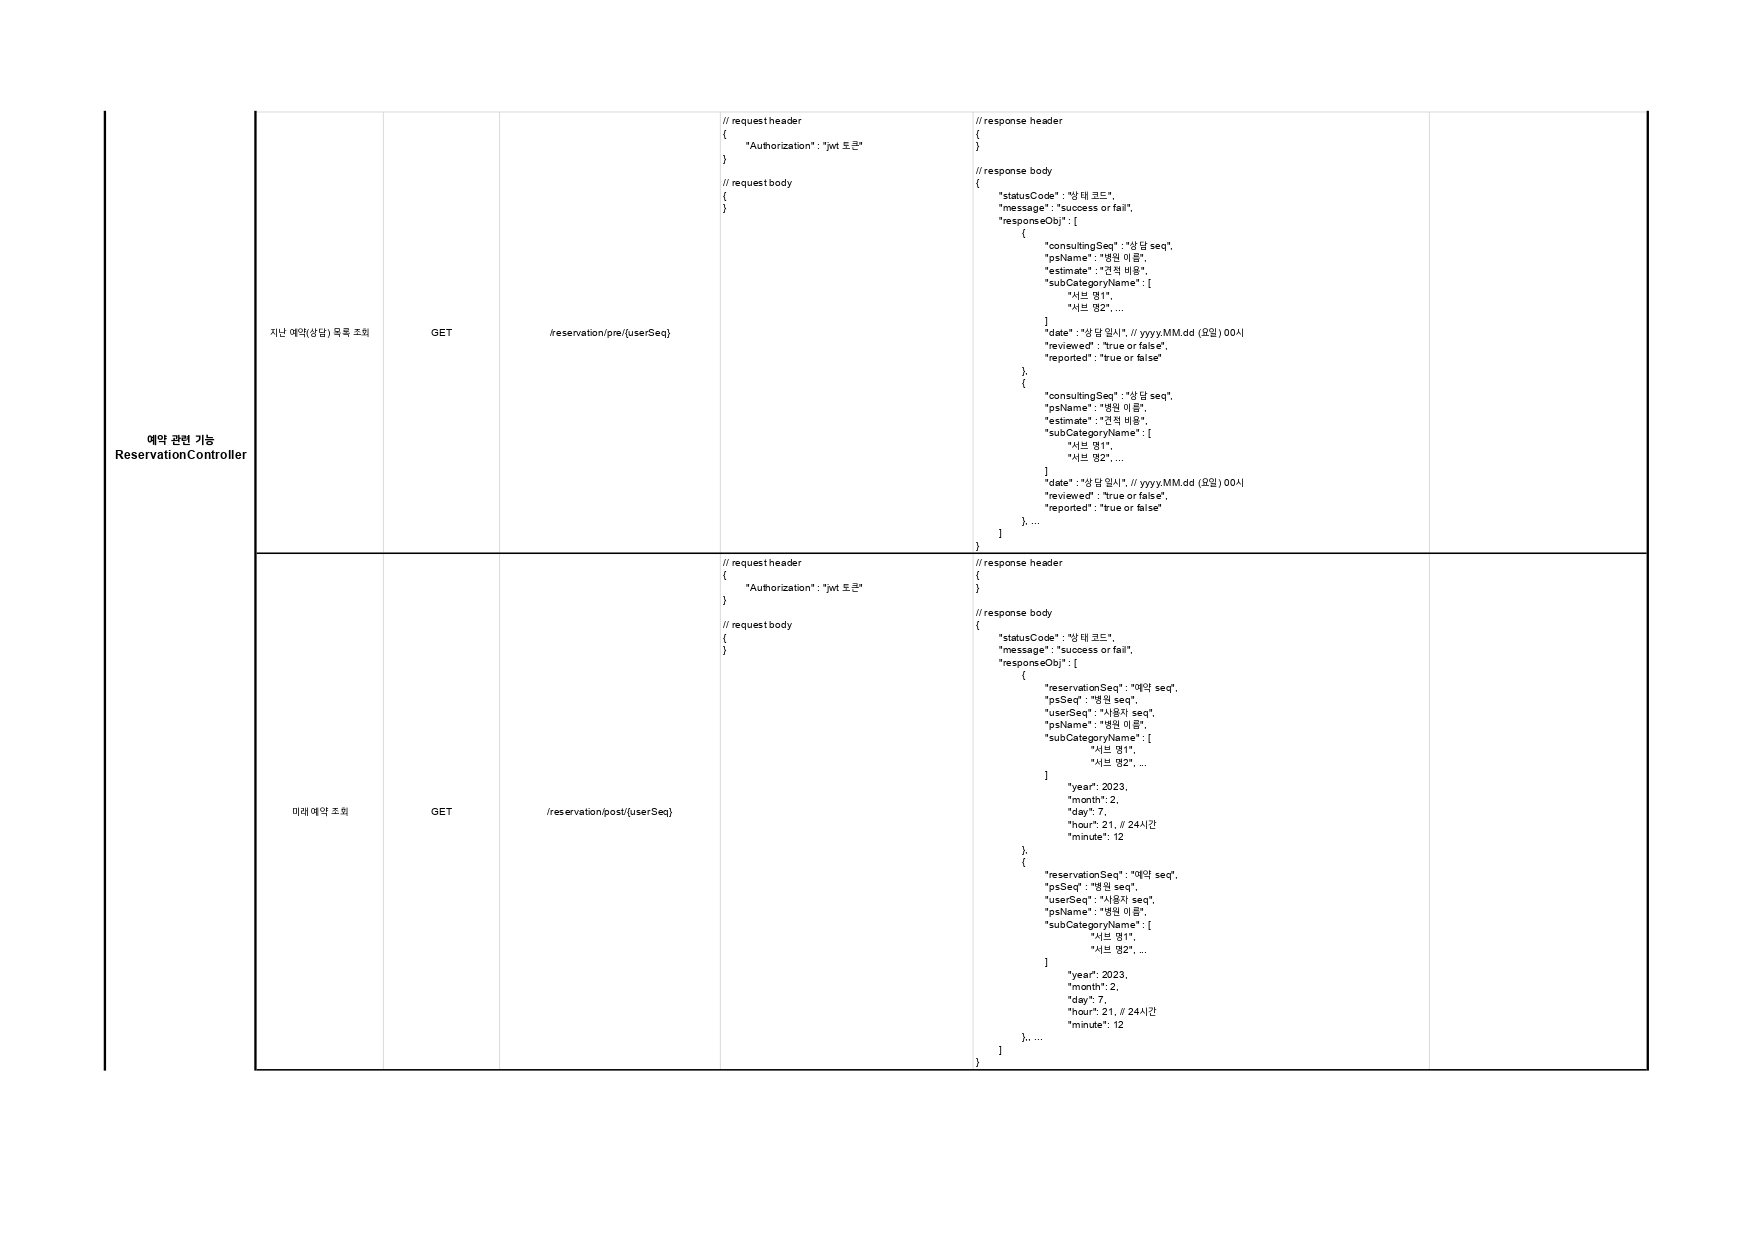 예약 관련 기능
ReservationController
지난 예약(상담) 목록 조회
GET
/reservation/pre/{userSeq}
// request header
{
"Authorization" : "jwt 토큰"
}
// request body
{
}
// response header
{
}
// response body
{
"statusCode" : "상태 코드",
"message" : "success or fail",
"responseObj" : [
{
"consultingSeq" : "상담 seq",
"psName" : "병원 이름",
"estimate" : "견적 비용",
"subCategoryName" : [
"서브 명1",
"서브 명2", ...
]
"date" : "상담 일시", // yyyy.MM.dd (요일) 00시
"reviewed" : "true or false",
"reported" : "true or false"
},
{
"consultingSeq" : "상담 seq",
"psName" : "병원 이름",
"estimate" : "견적 비용",
"subCategoryName" : [
"서브 명1",
"서브 명2", ...
]
"date" : "상담 일시", // yyyy.MM.dd (요일) 00시
"reviewed" : "true or false",
"reported" : "true or false"
}, ...
]
}
미래 예약 조회
GET
/reservation/post/{userSeq}
// request header
{
"Authorization" : "jwt 토큰"
}
// request body
{
}
// response header
{
}
// response body
{
"statusCode" : "상태 코드",
"message" : "success or fail",
"responseObj" : [
{
"reservationSeq" : "예약 seq",
"psSeq" : "병원 seq",
"userSeq" : "사용자 seq",
"psName" : "병원 이름",
"subCategoryName" : [
"서브 명1",
"서브 명2", ...
]
"year": 2023,
"month": 2,
"day": 7,
"hour": 21, // 24시간
"minute": 12
},
{
"reservationSeq" : "예약 seq",
"psSeq" : "병원 seq",
"userSeq" : "사용자 seq",
"psName" : "병원 이름",
"subCategoryName" : [
"서브 명1",
"서브 명2", ...
]
"year": 2023,
"month": 2,
"day": 7,
"hour": 21, // 24시간
"minute": 12
},, ...
]
}